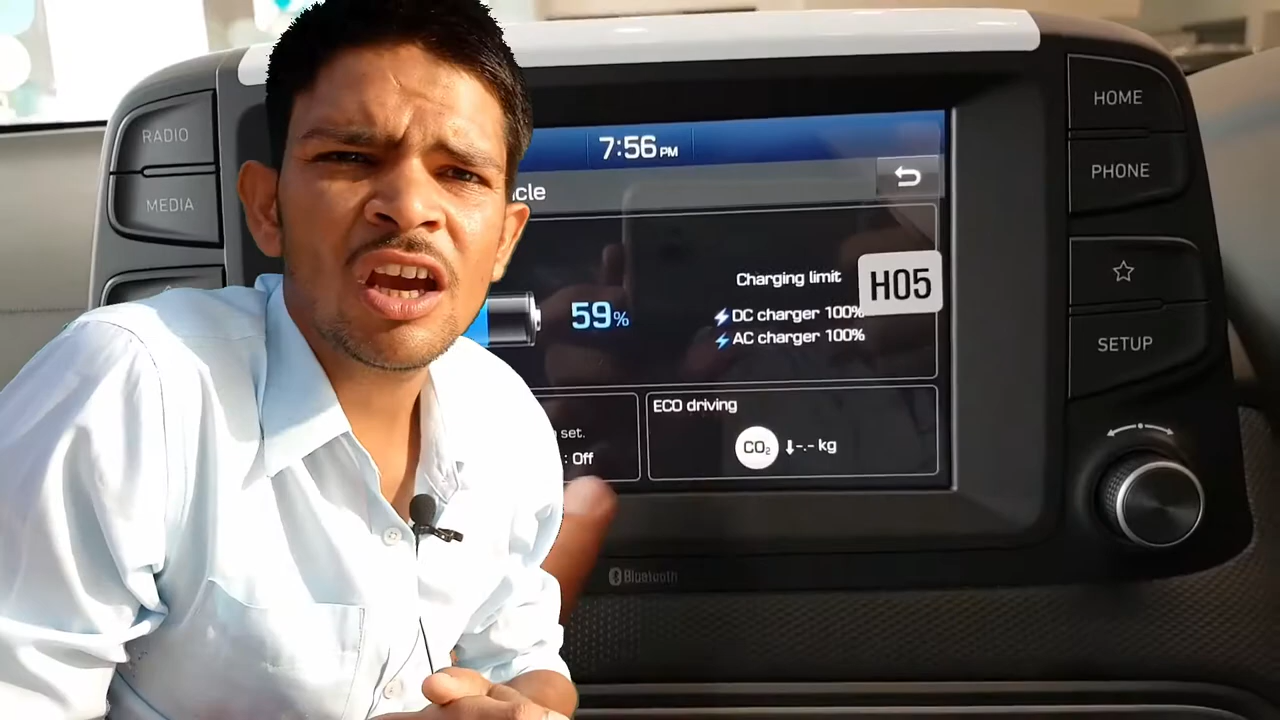 RADIO
MEDIA
7:56 PM
icle
59%
Charging limit
DC charger 100%
AC charger 100%
H05
set.
: Off
ECO driving
CO₂ -.- kg
HOME
PHONE
SETUP
Bluetooth